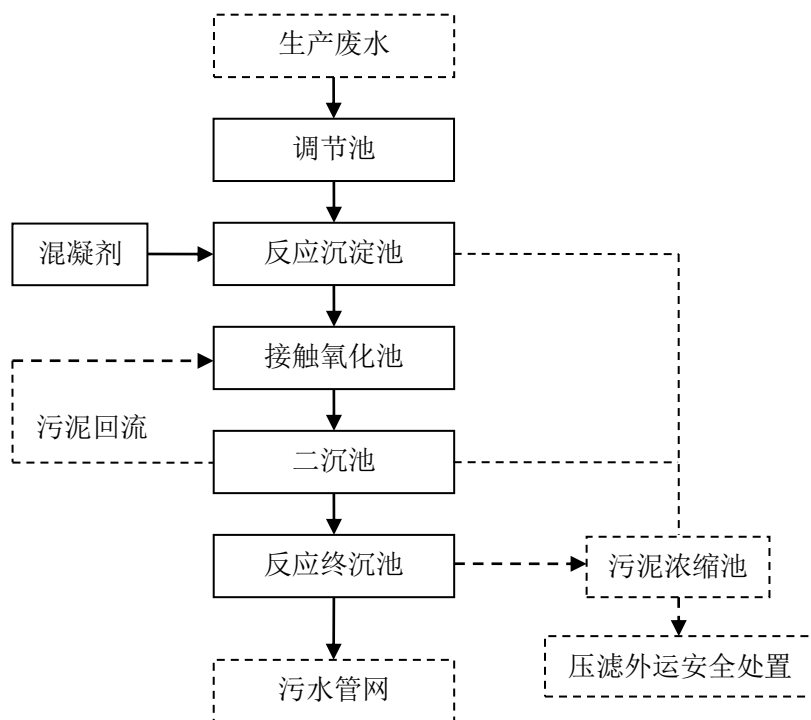 生产废水
调节池
混凝剂
反应沉淀池
接触氧化池
污泥回流
二沉池
反应终沉池
污泥浓缩池
压滤外运安全处置
污水管网